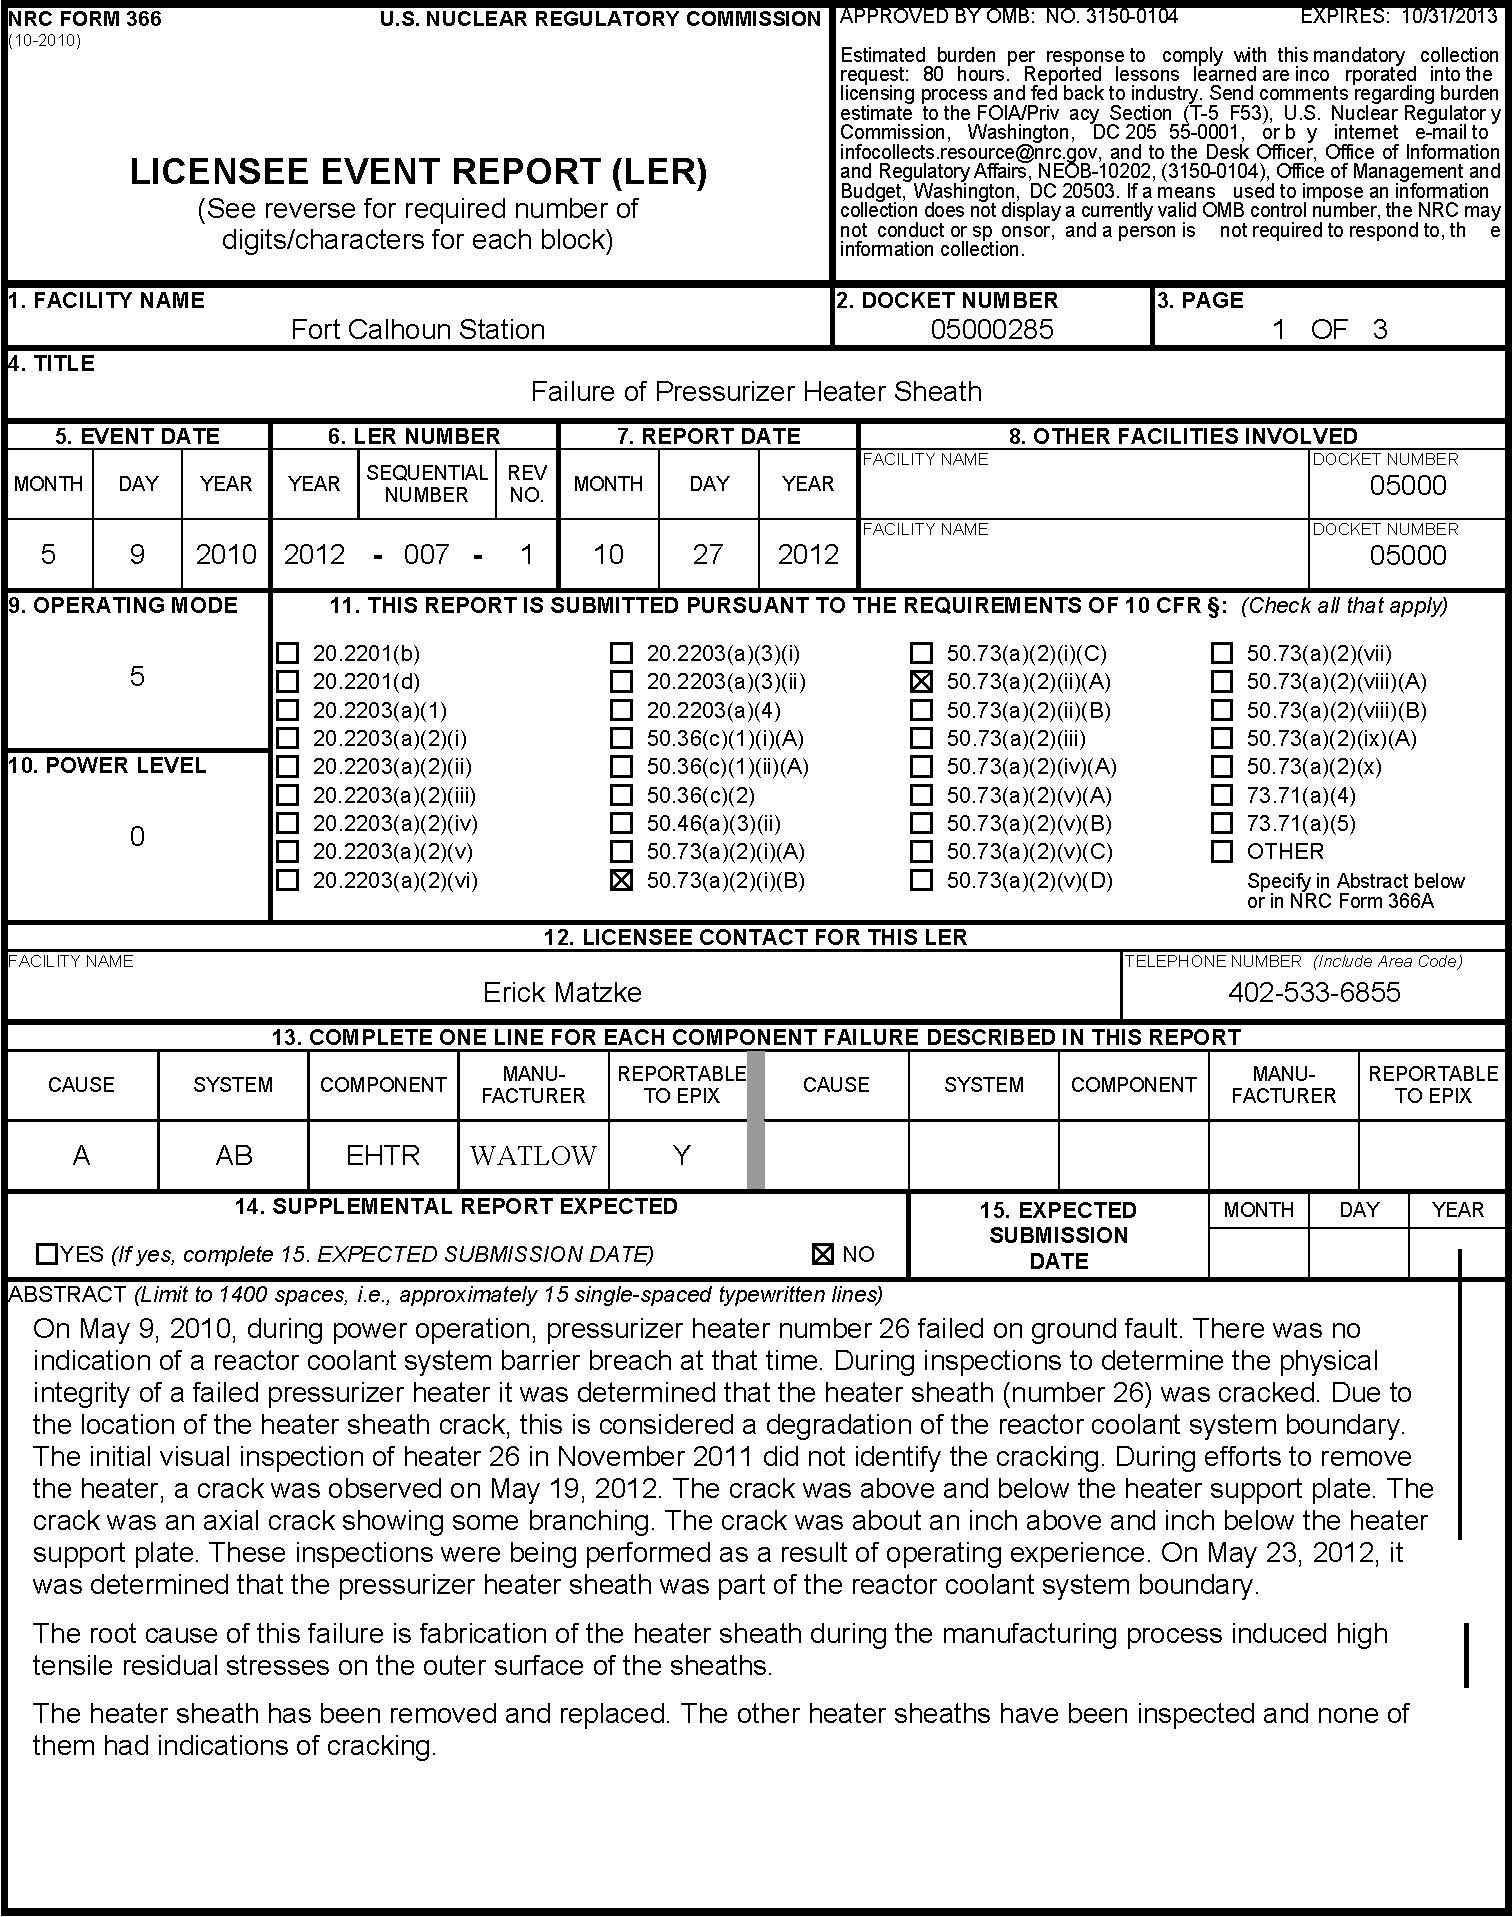 NRC FORM 366 U.S. NUCLEAR REGULATORY COMMISSION
(10-2010)
APPROVED BY OMB: NO. 3150-0104 EXPIRES: 10/31/2013
Estimated burden per response to comply with this mandatory collection
request: 80 hours. Reported lessons learned are inco rporated into the
licensing process and fed back to industry. Send comments regarding burden
estimate to the FOIA/Priv acy Section (T-5 F53), U.S. Nuclear Regulator y
Commission, Washington, DC 205 55-0001, or b y internet e-mail to
infocollects.resource@nrc.gov, and to the Desk Officer, Office of Information
and Regulatory Affairs, NEOB-10202, (3150-0104), Office of Management and
Budget, Washington, DC 20503. If a means used to impose an information
collection does not display a currently valid OMB control number, the NRC may
not conduct or sp onsor, and a person is not required to respond to, th e
information collection.
LICENSEE EVENT REPORT (LER)
(See reverse for required number of
digits/characters for each block)
1. FACILITY NAME
Fort Calhoun Station
2. DOCKET NUMBER
05000285
3. PAGE
1 OF 3
4. TITLE
Failure of Pressurizer Heater Sheath
5. EVENT DATE 6. LER NUMBER 7. REPORT DATE 8. OTHER FACILITIES INVOLVED
MONTH DAY YEAR YEAR SEQUENTIAL NUMBER REV NO. MONTH DAY YEAR
FACILITY NAME DOCKET NUMBER
05000
FACILITY NAME DOCKET NUMBER
5 9 2010 2012 - 007 - 1 10 27 2012 05000
9. OPERATING MODE
5
10. POWER LEVEL
0
11. THIS REPORT IS SUBMITTED PURSUANT TO THE REQUIREMENTS OF 10 CFR §: (Check all that apply)
☐ 20.2201(b) ☐ 20.2203(a)(3)(i) ☐ 50.73(a)(2)(i)(C) ☐ 50.73(a)(2)(vii)
☐ 20.2201(d) ☐ 20.2203(a)(3)(ii) ☒ 50.73(a)(2)(ii)(A) ☐ 50.73(a)(2)(viii)(A)
☐ 20.2203(a)(1) ☐ 20.2203(a)(4) ☐ 50.73(a)(2)(ii)(B) ☐ 50.73(a)(2)(viii)(B)
☐ 20.2203(a)(2)(i) ☐ 50.36(c)(1)(i)(A) ☐ 50.73(a)(2)(iii) ☐ 50.73(a)(2)(ix)(A)
☐ 20.2203(a)(2)(ii) ☐ 50.36(c)(1)(ii)(A) ☐ 50.73(a)(2)(iv)(A) ☐ 50.73(a)(2)(x)
☐ 20.2203(a)(2)(iii) ☐ 50.36(c)(2) ☐ 50.73(a)(2)(v)(A) ☐ 73.71(a)(4)
☐ 20.2203(a)(2)(iv) ☐ 50.46(a)(3)(ii) ☐ 50.73(a)(2)(v)(B) ☐ 73.71(a)(5)
☐ 20.2203(a)(2)(v) ☐ 50.73(a)(2)(i)(A) ☐ 50.73(a)(2)(v)(C) ☐ OTHER
☐ 20.2203(a)(2)(vi) ☒ 50.73(a)(2)(i)(B) ☐ 50.73(a)(2)(v)(D) Specify in Abstract below
or in NRC Form 366A
12. LICENSEE CONTACT FOR THIS LER
FACILITY NAME TELEPHONE NUMBER (Include Area Code)
Erick Matzke 402-533-6855
13. COMPLETE ONE LINE FOR EACH COMPONENT FAILURE DESCRIBED IN THIS REPORT
CAUSE SYSTEM COMPONENT MANU-FACTURER REPORTABLE TO EPIX CAUSE SYSTEM COMPONENT MANU-FACTURER REPORTABLE TO EPIX
A AB EHTR WATLOW Y
14. SUPPLEMENTAL REPORT EXPECTED
☐ YES (If yes, complete 15. EXPECTED SUBMISSION DATE) ☒ NO
15. EXPECTED
SUBMISSION
DATE
MONTH DAY YEAR
ABSTRACT (Limit to 1400 spaces, i.e., approximately 15 single-spaced typewritten lines)
On May 9, 2010, during power operation, pressurizer heater number 26 failed on ground fault. There was no
indication of a reactor coolant system barrier breach at that time. During inspections to determine the physical
integrity of a failed pressurizer heater it was determined that the heater sheath (number 26) was cracked. Due to
the location of the heater sheath crack, this is considered a degradation of the reactor coolant system boundary.
The initial visual inspection of heater 26 in November 2011 did not identify the cracking. During efforts to remove
the heater, a crack was observed on May 19, 2012. The crack was above and below the heater support plate. The
crack was an axial crack showing some branching. The crack was about an inch above and inch below the heater
support plate. These inspections were being performed as a result of operating experience. On May 23, 2012, it
was determined that the pressurizer heater sheath was part of the reactor coolant system boundary.
The root cause of this failure is fabrication of the heater sheath during the manufacturing process induced high
tensile residual stresses on the outer surface of the sheaths.
The heater sheath has been removed and replaced. The other heater sheaths have been inspected and none of
them had indications of cracking.